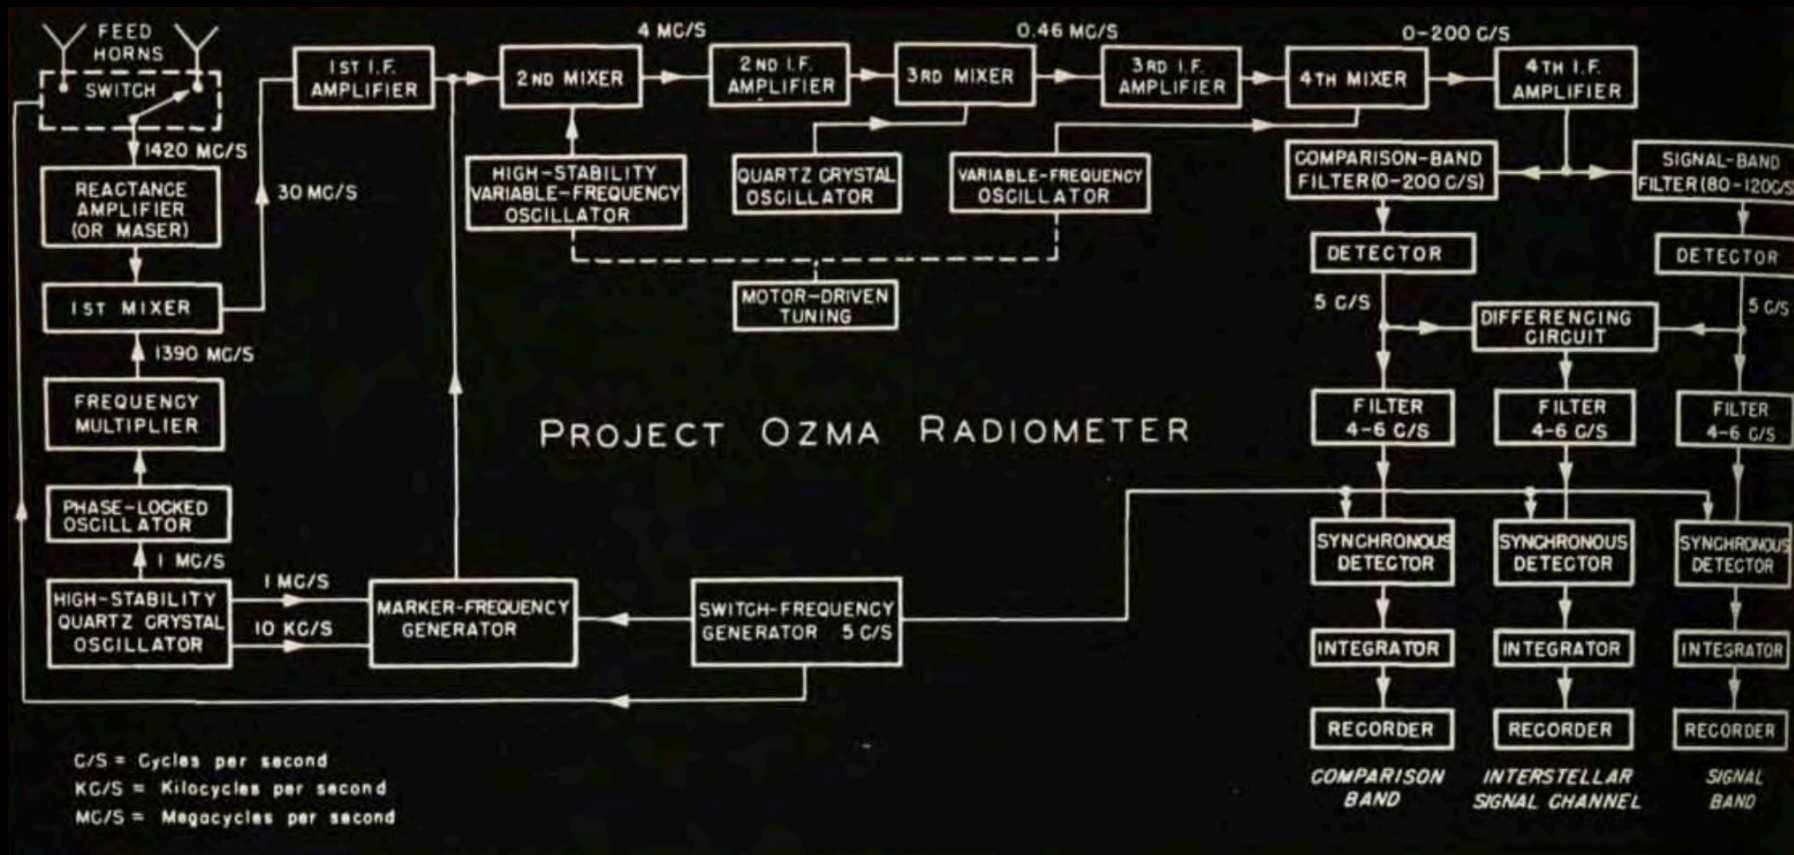 FEED
HORNS
SWITCH
1420 MC/S
REACTANCE
AMPLIFIER
(OR MASER)
1ST MIXER
30 MC/S
1390 MC/S
FREQUENCY
MULTIPLIER
PHASE-LOCKED
OSCILLATOR
1 MC/S
HIGH-STABILITY
QUARTZ CRYSTAL
OSCILLATOR
1 MC/S
10 KC/S
MARKER-FREQUENCY
GENERATOR
SWITCH-FREQUENCY
GENERATOR 5 C/S
1ST I.F.
AMPLIFIER
2ND MIXER
4 MC/S
2ND I.F.
AMPLIFIER
3RD MIXER
0.46 MC/S
3RD I.F.
AMPLIFIER
4TH MIXER
0-200 C/S
4TH I.F.
AMPLIFIER
HIGH-STABILITY
VARIABLE-FREQUENCY
OSCILLATOR
QUARTZ CRYSTAL
OSCILLATOR
VARIABLE-FREQUENCY
OSCILLATOR
MOTOR-DRIVEN
TUNING
PROJECT OZMA RADIOMETER
COMPARISON-BAND
FILTER (0-200 C/S)
SIGNAL-BAND
FILTER (80-120C/S)
DETECTOR
DETECTOR
5 C/S
5 C/S
DIFFERENCING
CIRCUIT
FILTER
4-6 C/S
FILTER
4-6 C/S
FILTER
4-6 C/S
SYNCHRONOUS
DETECTOR
SYNCHRONOUS
DETECTOR
SYNCHRONOUS
DETECTOR
INTEGRATOR
INTEGRATOR
INTEGRATOR
RECORDER
RECORDER
RECORDER
COMPARISON
BAND
INTERSTELLAR
SIGNAL CHANNEL
SIGNAL
BAND
C/S = Cycles per second
KC/S = Kilocycles per second
MC/S = Megacycles per second